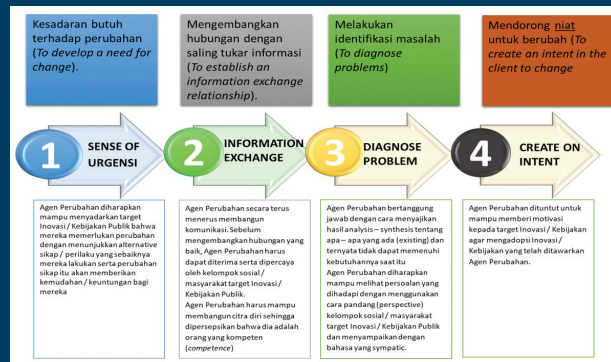 Kesadaran butuh
terhadap perubahan
(To develop a need for
change).
Mengembangkan
hubungan dengan
saling tukar informasi
(To establish an
information exchange
relationship).
Melakukan
identifikasi masalah
(To diagnose
problems)
Mendorong niat
untuk berubah (To
create an intent in the
client to change
1
SENSE OF
URGENSI
2
INFORMATION
EXCHANGE
3
DIAGNOSE
PROBLEM
4
CREATE ON
INTENT
Agen Perubahan diharapkan
mampu menyadarkan target
Inovasi / Kebijakan Publik bahwa
mereka memerlukan perubahan
dengan menunjukkan alternative
sikap / perilaku yang sebaiknya
mereka lakukan serta perubahan
sikap itu akan memberikan
kemudahan / keuntungan bagi
mereka
Agen Perubahan secara terus
menerus membangun
komunikasi. Sebelum
mengembangkan hubungan yang
baik, Agen Perubahan harus
dapat diterima serta dipercaya
oleh kelompok sosial /
masyarakat target Inovasi /
Kebijakan Publik.
Agen Perubahan harus mampu
membangun citra diri sehingga
dipersepsikan bahwa dia adalah
orang yang kompeten
(competence)
Agen Perubahan bertanggung
jawab dengan cara menyajikan
hasil analysis – synthesis tentang
apa – apa yang ada (existing) dan
ternyata tidak dapat memenuhi
kebutuhannya saat itu
Agen Perubahan diharapkan
mampu melihat persoalan yang
dihadapi dengan menggunakan
cara pandang (perspective)
kelompok sosial / masyarakat
target Inovasi / Kebijakan Publik
dan menyampaikan dengan
bahasa yang sympatic.
Agen Perubahan dituntut untuk
mampu memberi motivasi
kepada target Inovasi / Kebijakan
agar mengadopsi Inovasi /
Kebijakan yang telah ditawarkan
Agen Perubahan.